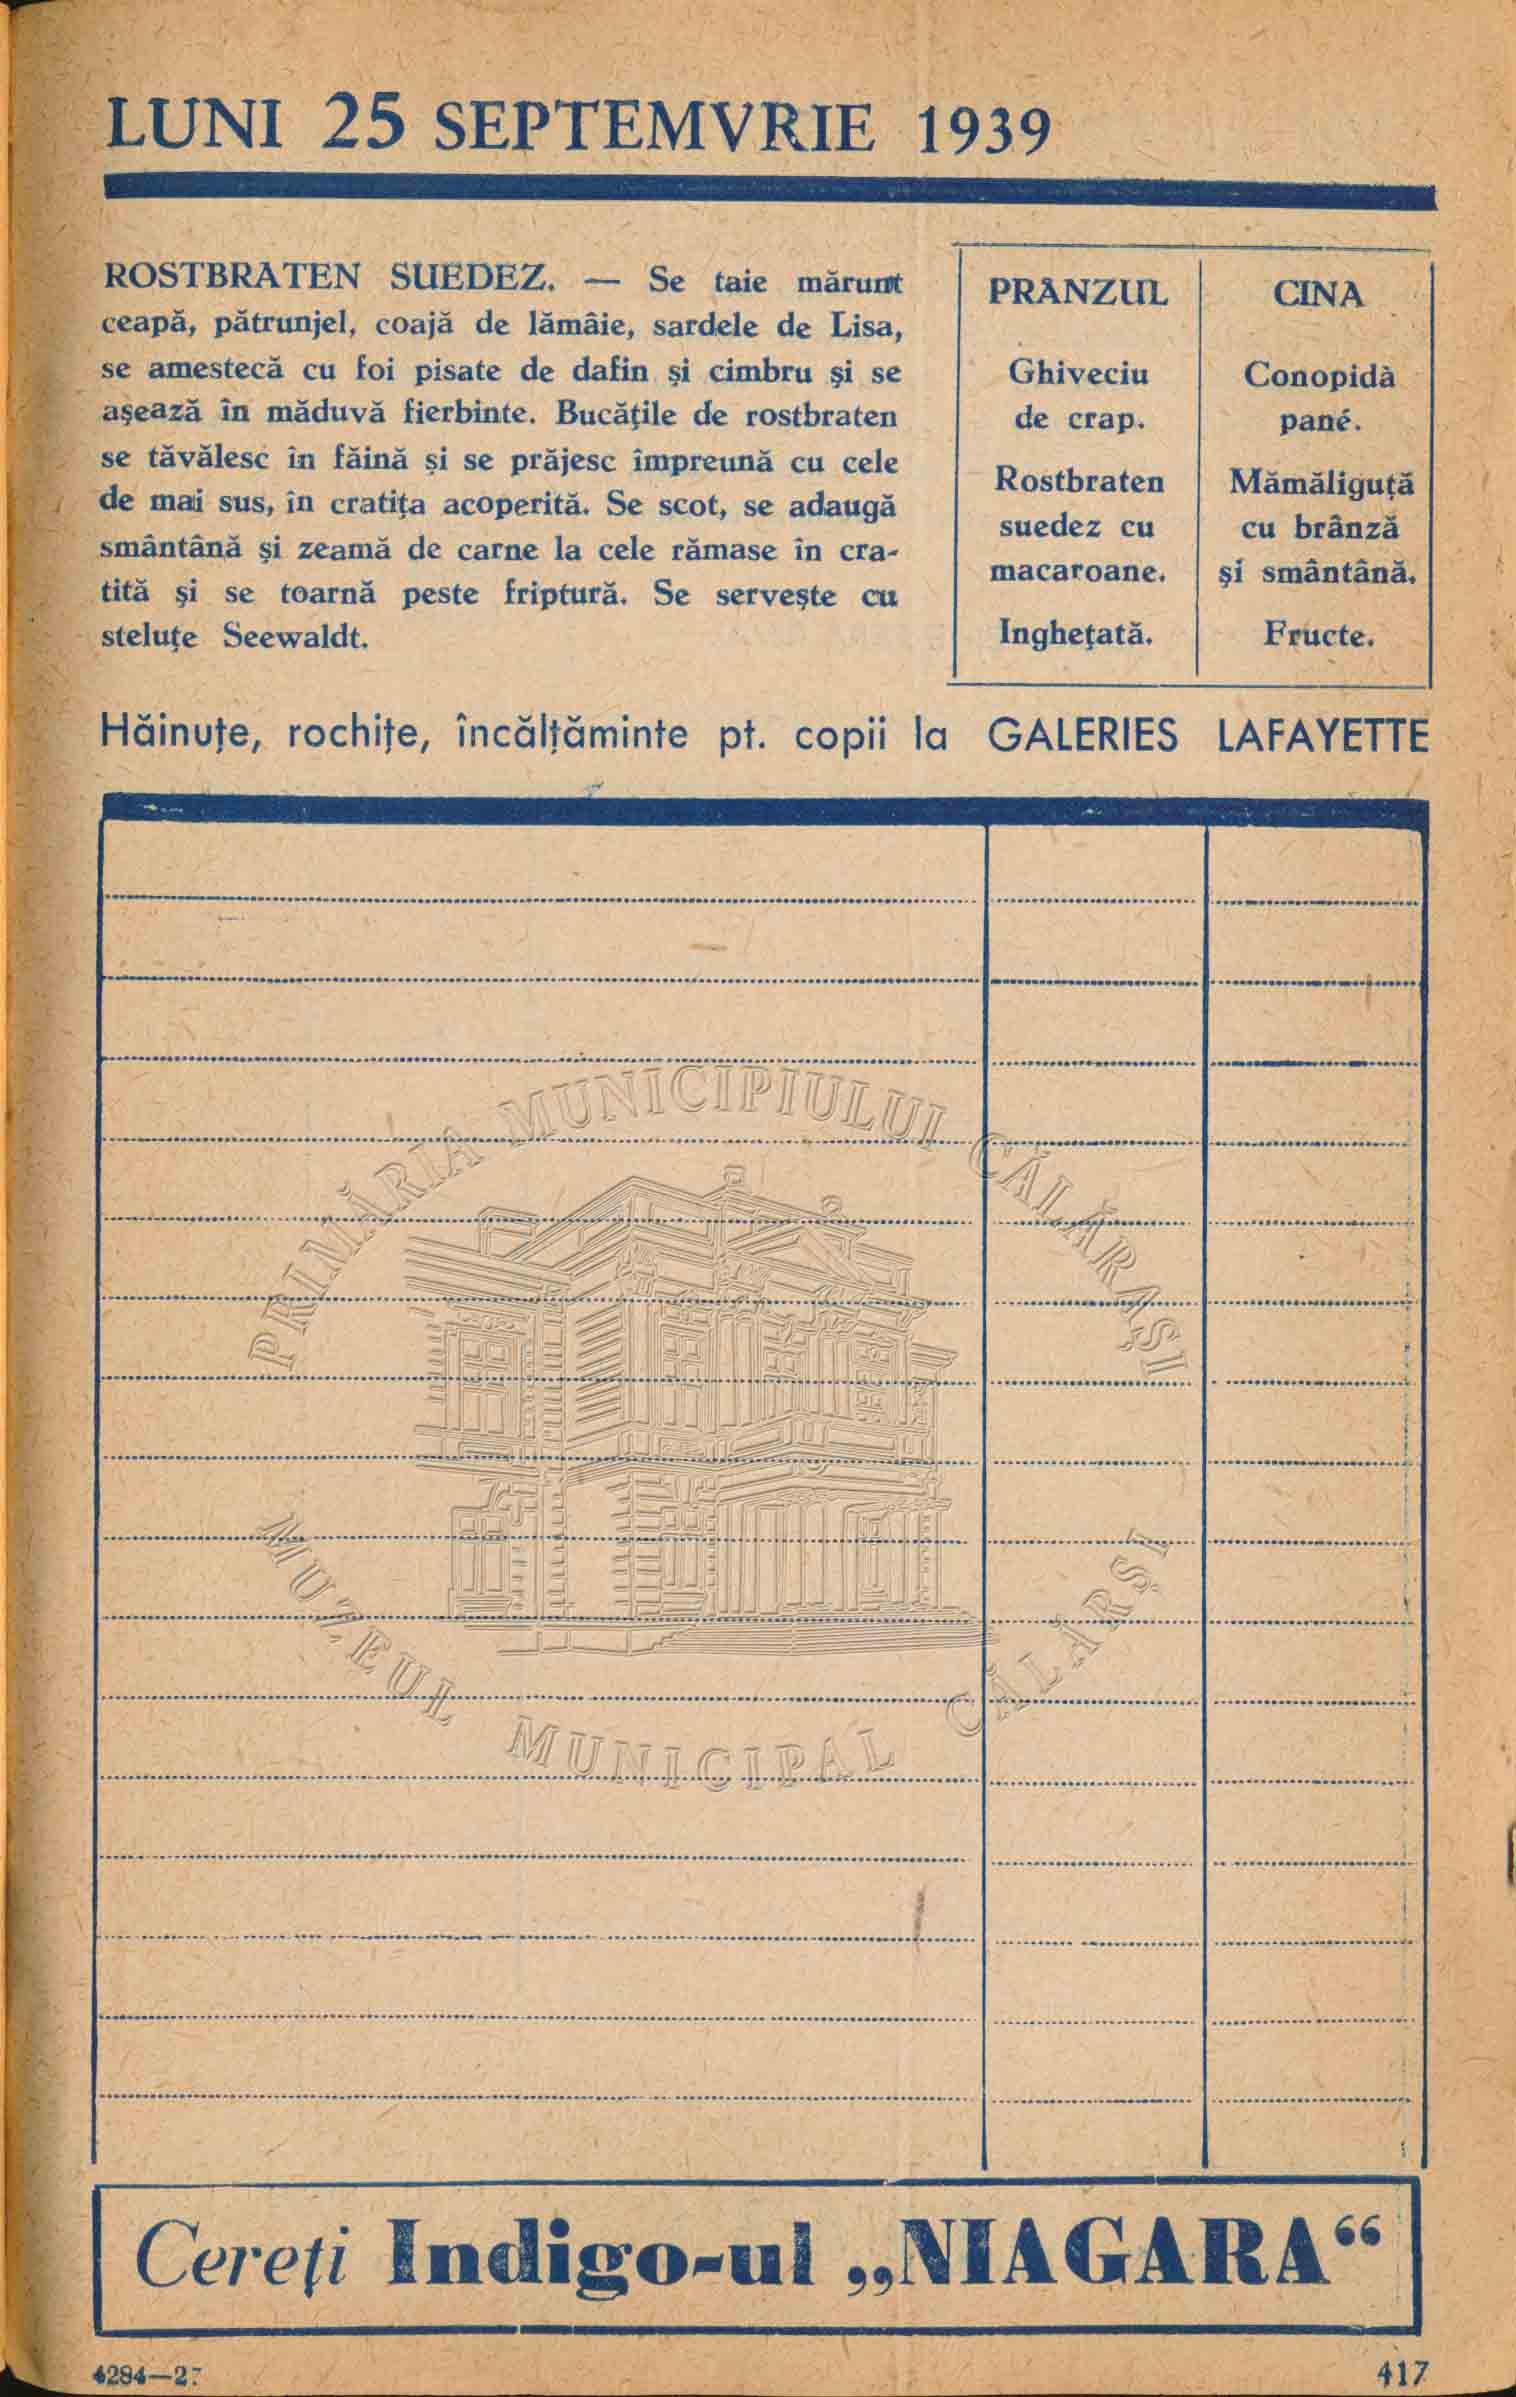 LUNI 25 SEPTEMVRIE 1939
ROSTBRATEN SUEDEZ. — Se taie mărunt
ceapă, pătrunjel, coajă de lămâie, sardele de Lisa,
se amestecă cu foi pisate de dafin și cimbru și se
așează în măduvă fierbinte. Bucățile de rostbraten
se tăvălesc în făină și se prăjesc împreună cu cele
de mai sus, în cratița acoperită. Se scot, se adaugă
smântână și zeamă de carne la cele rămase în cra-
tită și se toarnă peste friptură. Se servește cu
steluțe Seewaldt.
PRÂNZUL
Ghiveciu
de crap.
Rostbraten
suedez cu
macaroane.
Inghețată.
CINA
Conopidă
pané.
Mămăliguță
cu brânză
și smântână.
Fructe.
Hăinuțe, rochițe, încălțăminte pt. copii la GALERIES LAFAYETTE
PRIMĂRIA MUNICIPIULUI CĂLĂRAȘI
MUZEUL MUNICIPAL CĂLĂRȘI
Cereți Indigo-ul „NIAGARA“
4284—27
417